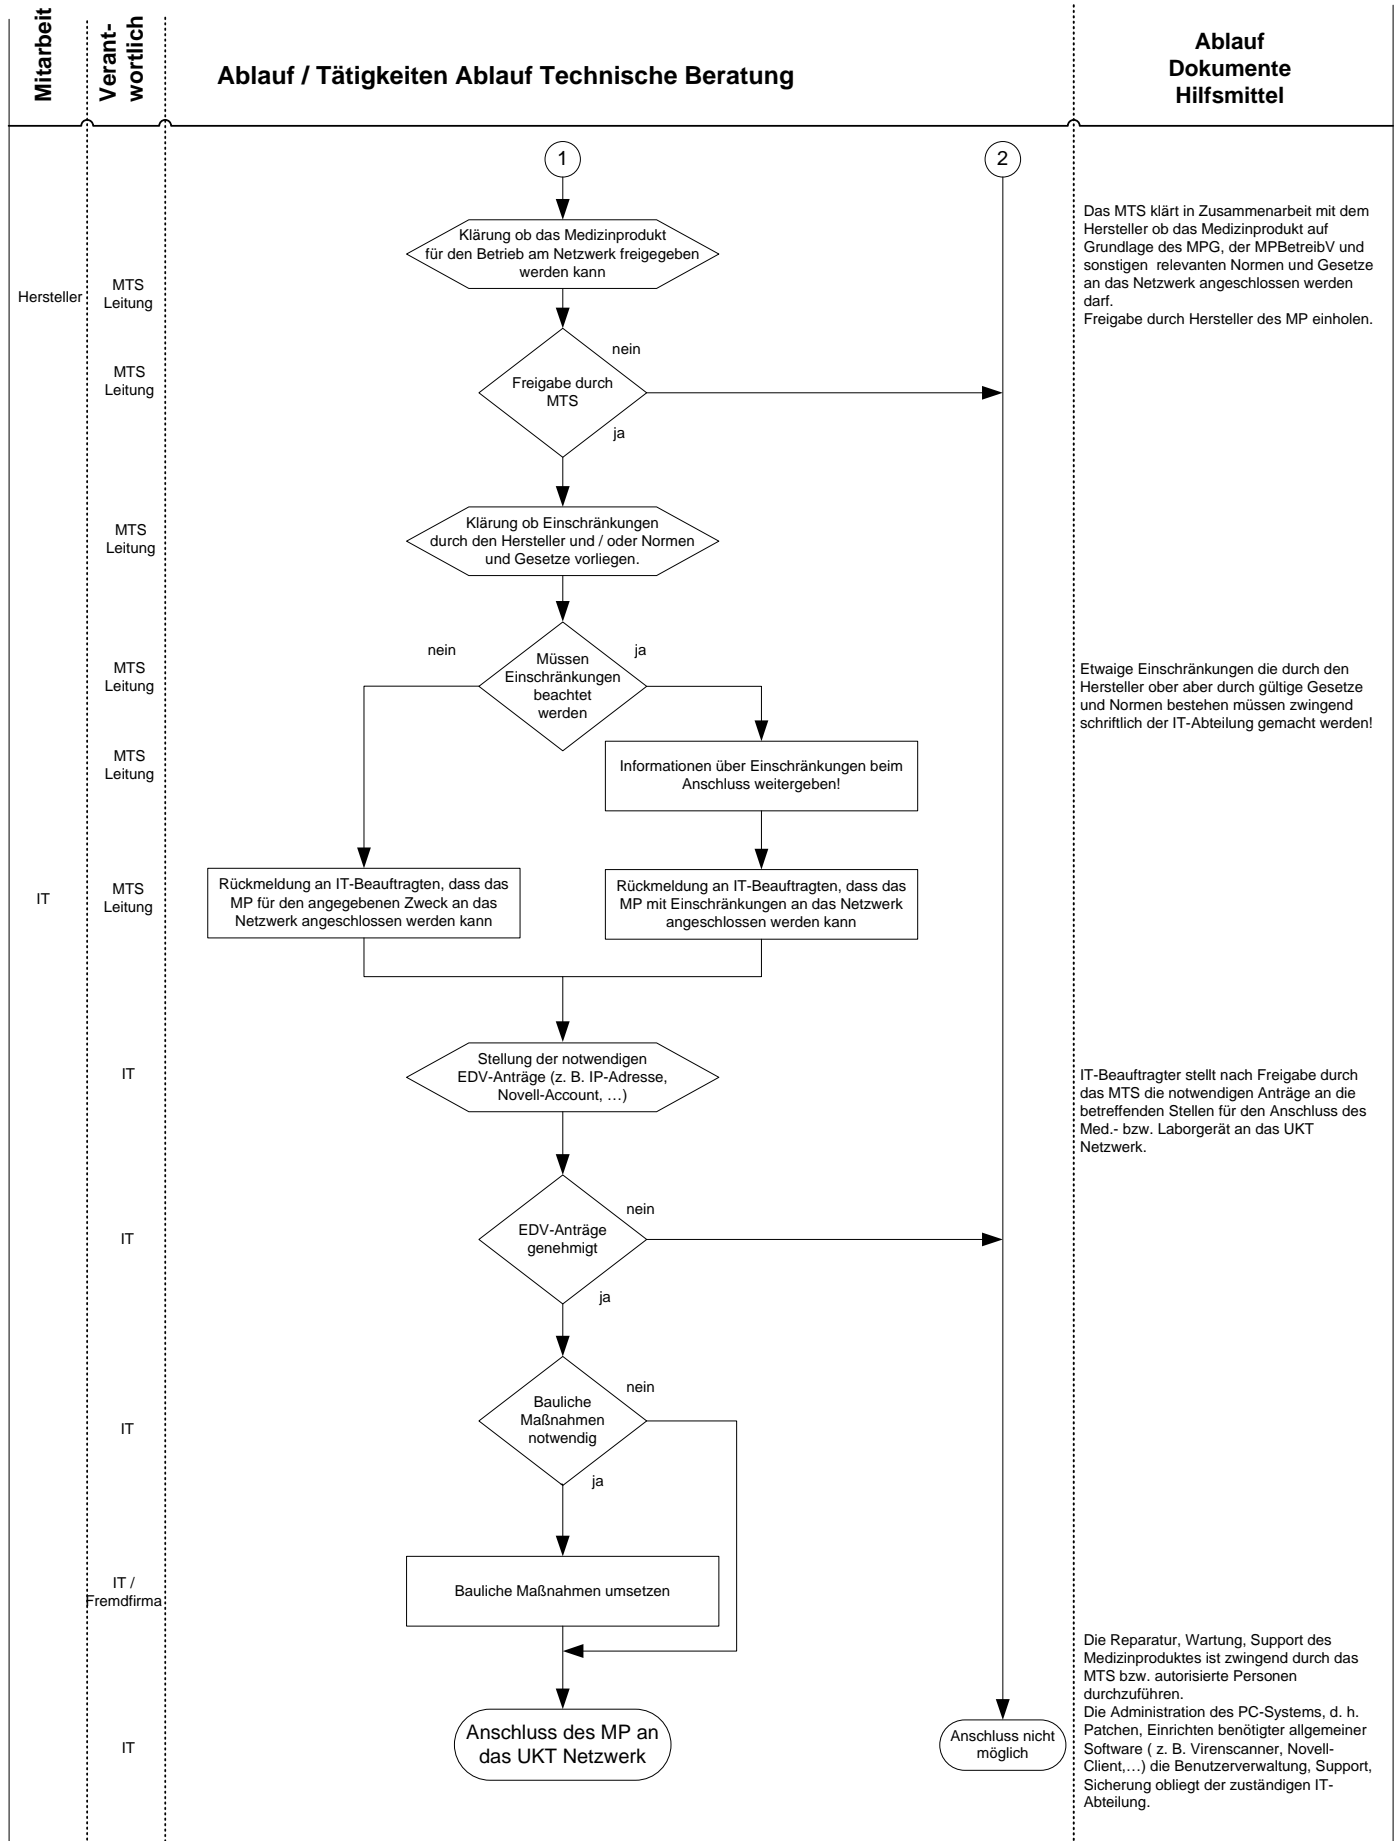 Mitarbeit
Verant-
wortlich
Ablauf / Tätigkeiten Ablauf Technische Beratung
Ablauf
Dokumente
Hilfsmittel
1
2
Klärung ob das Medizinprodukt
für den Betrieb am Netzwerk freigegeben
werden kann
Das MTS klärt in Zusammenarbeit mit dem
Hersteller ob das Medizinprodukt auf
Grundlage des MPG, der MPBetreibV und
sonstigen relevanten Normen und Gesetze
an das Netzwerk angeschlossen werden
darf.
Freigabe durch Hersteller des MP einholen.
Hersteller
MTS
Leitung
MTS
Leitung
Freigabe durch
MTS
nein
ja
MTS
Leitung
Klärung ob Einschränkungen
durch den Hersteller und / oder Normen
und Gesetze vorliegen.
MTS
Leitung
nein
Müssen
Einschränkungen
beachtet
werden
ja
Etwaige Einschränkungen die durch den
Hersteller ober aber durch gültige Gesetze
und Normen bestehen müssen zwingend
schriftlich der IT-Abteilung gemacht werden!
MTS
Leitung
Informationen über Einschränkungen beim
Anschluss weitergeben!
IT
MTS
Leitung
Rückmeldung an IT-Beauftragten, dass das
MP für den angegebenen Zweck an das
Netzwerk angeschlossen werden kann
Rückmeldung an IT-Beauftragten, dass das
MP mit Einschränkungen an das Netzwerk
angeschlossen werden kann
IT
Stellung der notwendigen
EDV-Anträge (z. B. IP-Adresse,
Novell-Account, …)
IT-Beauftragter stellt nach Freigabe durch
das MTS die notwendigen Anträge an die
betreffenden Stellen für den Anschluss des
Med.- bzw. Laborgerät an das UKT
Netzwerk.
IT
EDV-Anträge
genehmigt
nein
ja
IT
Bauliche
Maßnahmen
notwendig
nein
ja
IT /
Fremdfirma
Bauliche Maßnahmen umsetzen
IT
Anschluss des MP an
das UKT Netzwerk
Anschluss nicht
möglich
Die Reparatur, Wartung, Support des
Medizinproduktes ist zwingend durch das
MTS bzw. autorisierte Personen
durchzuführen.
Die Administration des PC-Systems, d. h.
Patchen, Einrichten benötigter allgemeiner
Software ( z. B. Virenscanner, Novell-
Client,…) die Benutzerverwaltung, Support,
Sicherung obliegt der zuständigen IT-
Abteilung.